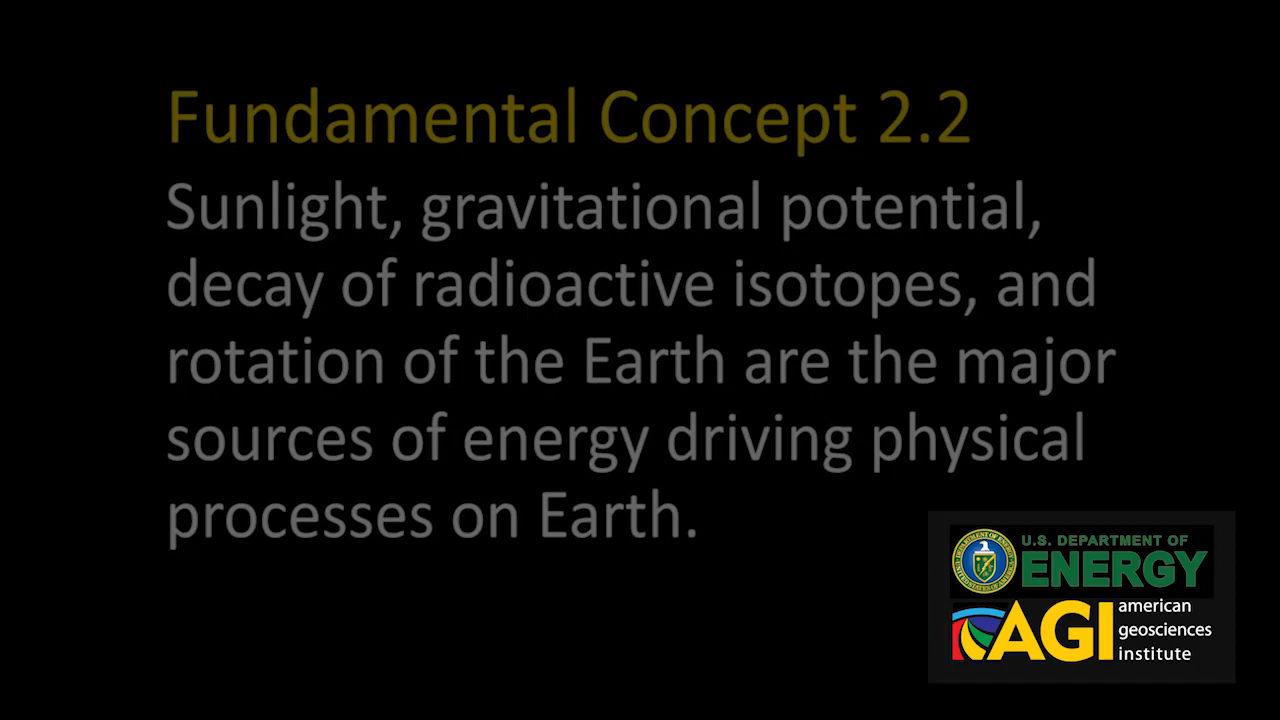 Fundamental Concept 2.2
Sunlight, gravitational potential,
decay of radioactive isotopes, and
rotation of the Earth are the major
sources of energy driving physical
processes on Earth.
U.S. DEPARTMENT OF
ENERGY
AGI
american
geosciences
institute